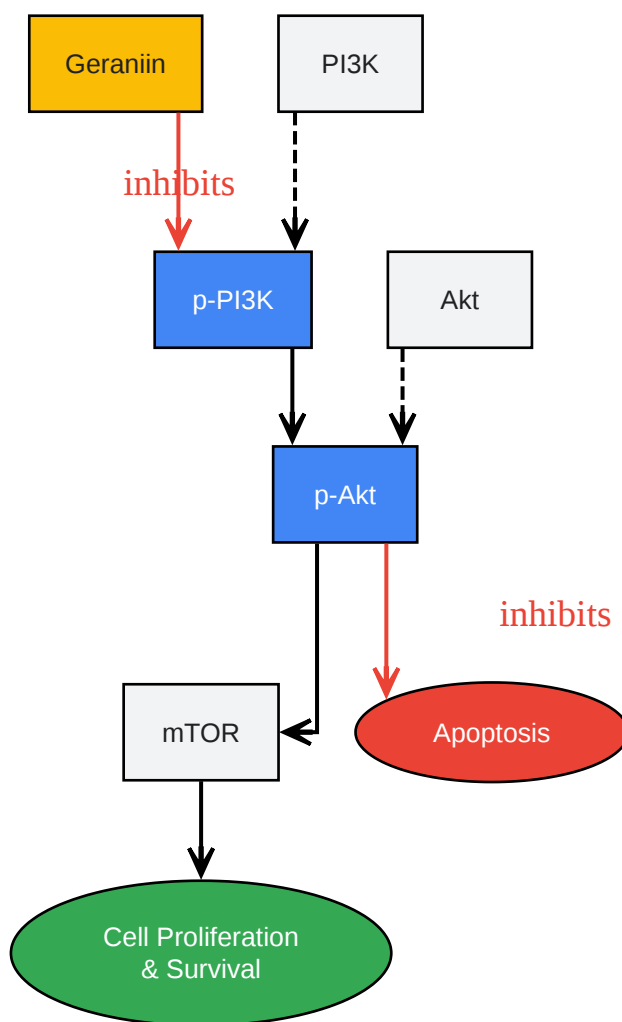 Geraniin
PI3K
inhibits
p-PI3K
Akt
p-Akt
inhibits
mTOR
Apoptosis
Cell Proliferation
& Survival